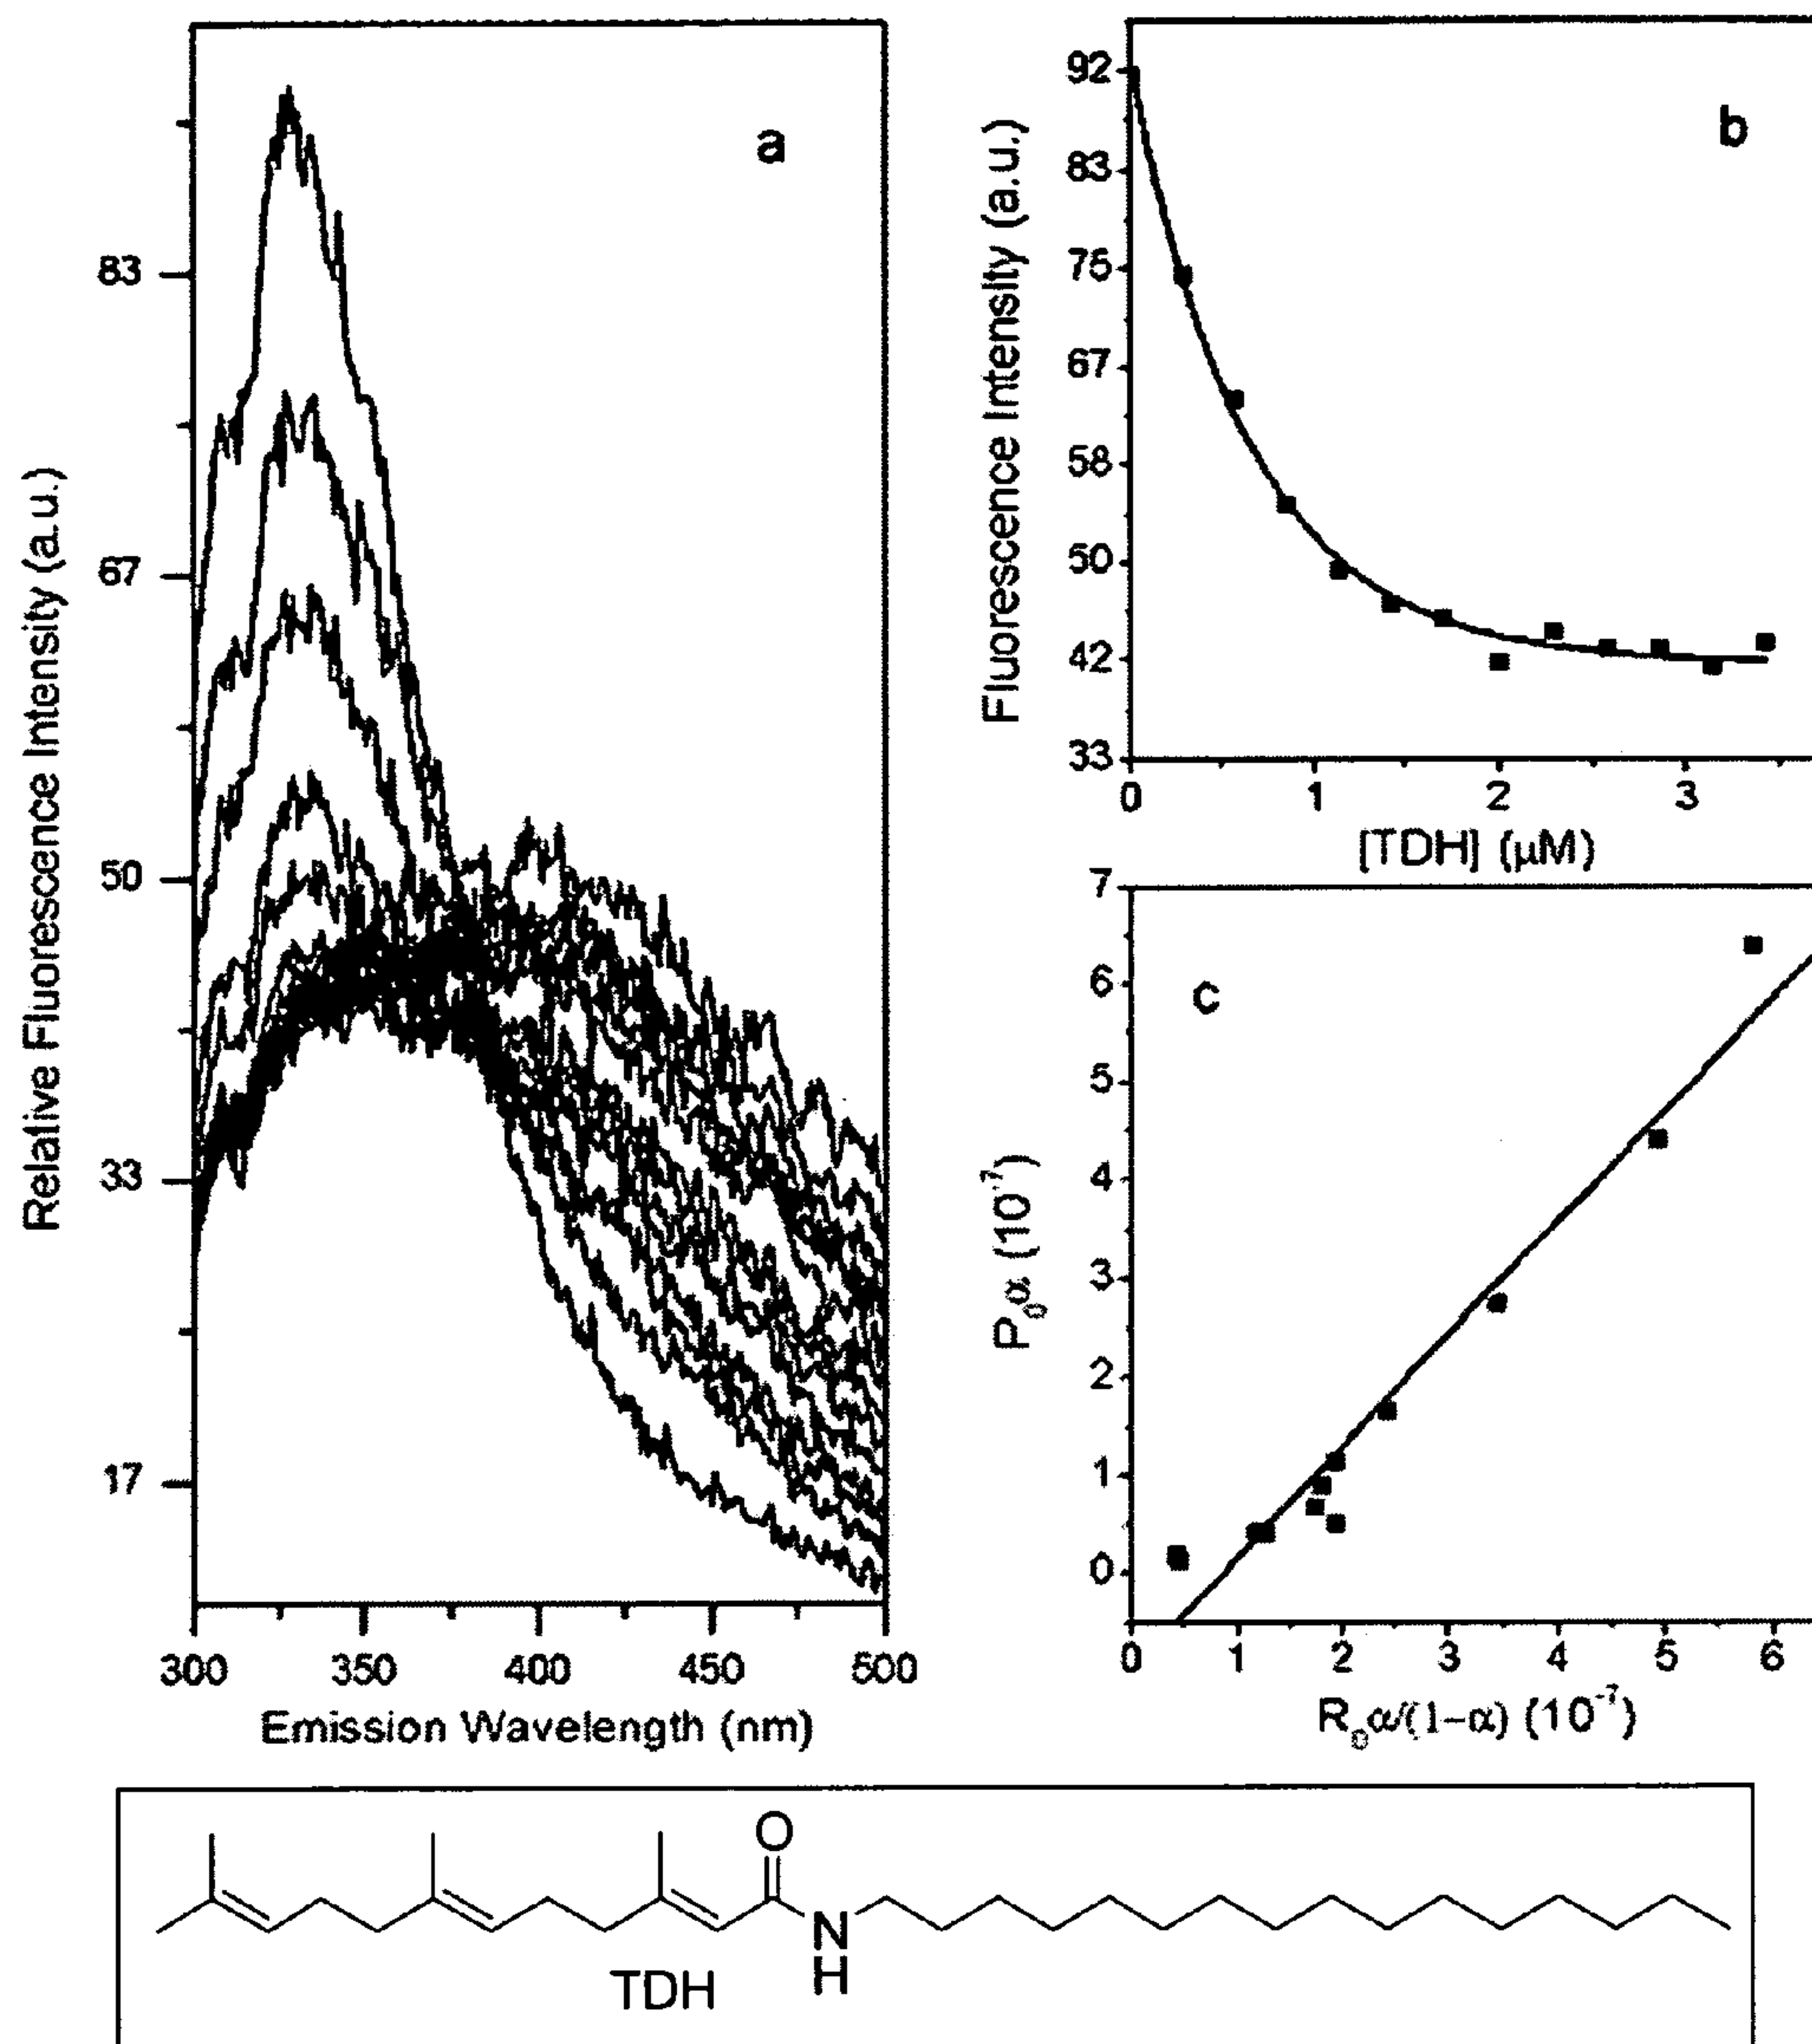 a
Relative Fluorescence Intensity (a.u.)
83
67
50
33
17
300 350 400 450 500
Emission Wavelength (nm)
b
Fluorescence Intensity (a.u.)
92
83
75
67
58
50
42
33
0 1 2 3
[TDH] (μM)
c
P₀α (10⁻⁷)
7
6
5
4
3
2
1
0
0 1 2 3 4 5 6
R₀α/(1−α) (10⁻⁷)
O
N
H
TDH